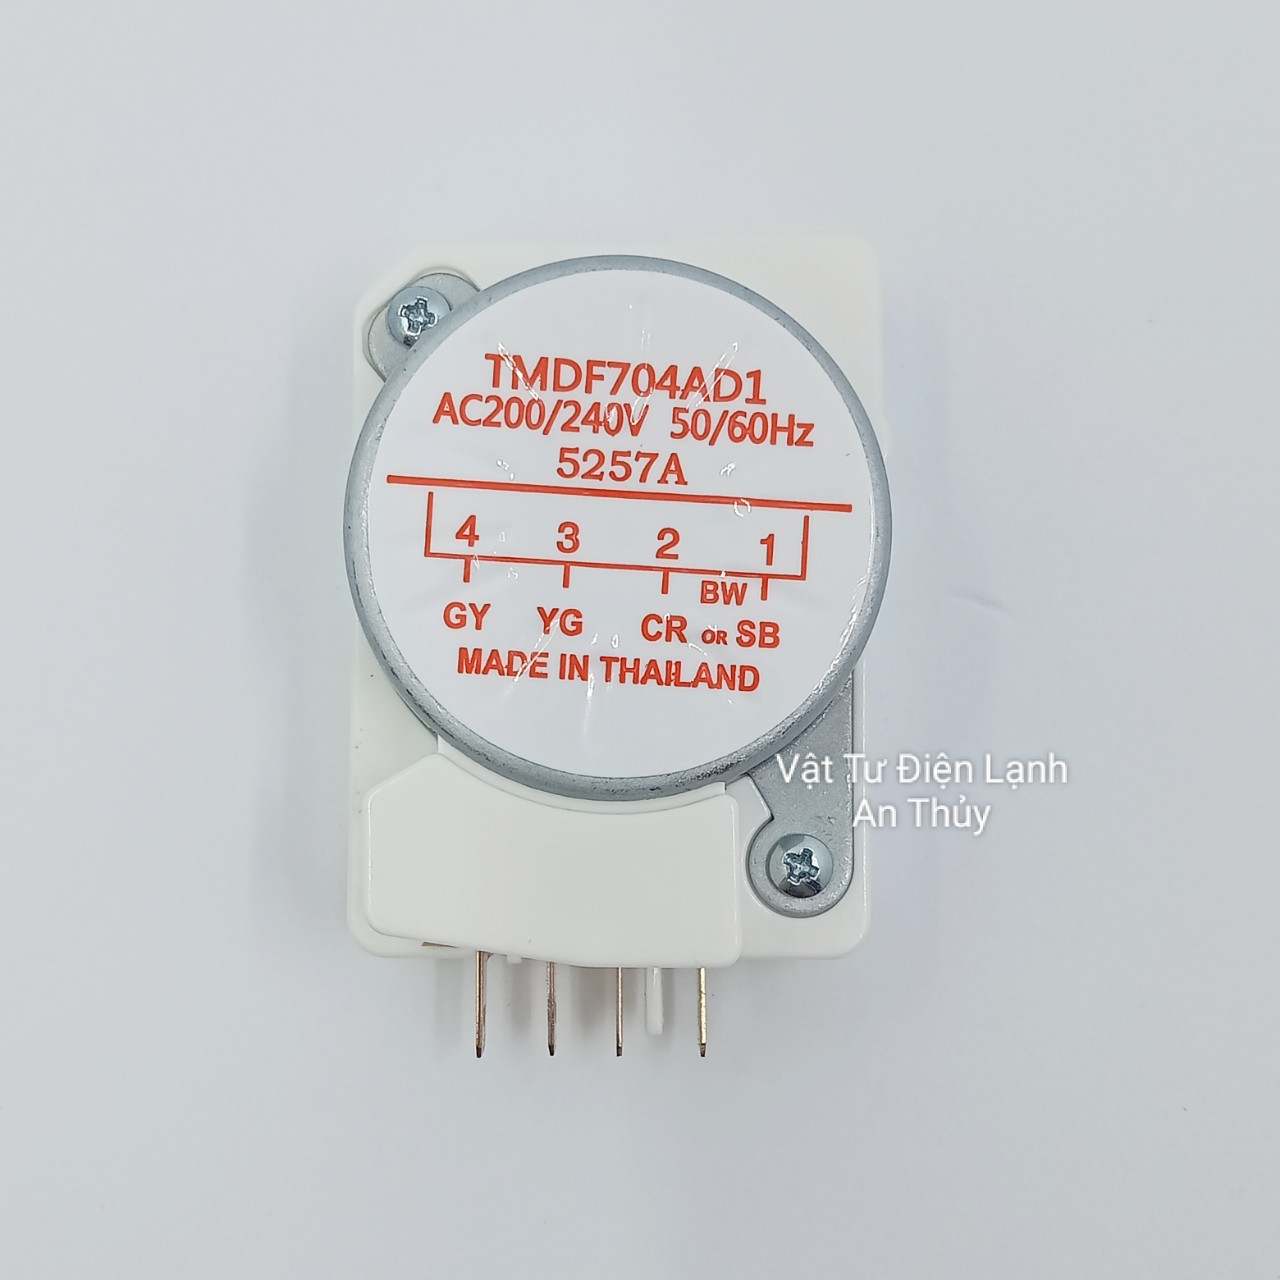 TMDF704AD1
AC200/240V 50/60Hz
5257A
4 3 2 1
BW
GY YG CR OR SB
MADE IN THAILAND
Vật Tư Điện Lạnh
An Thủy